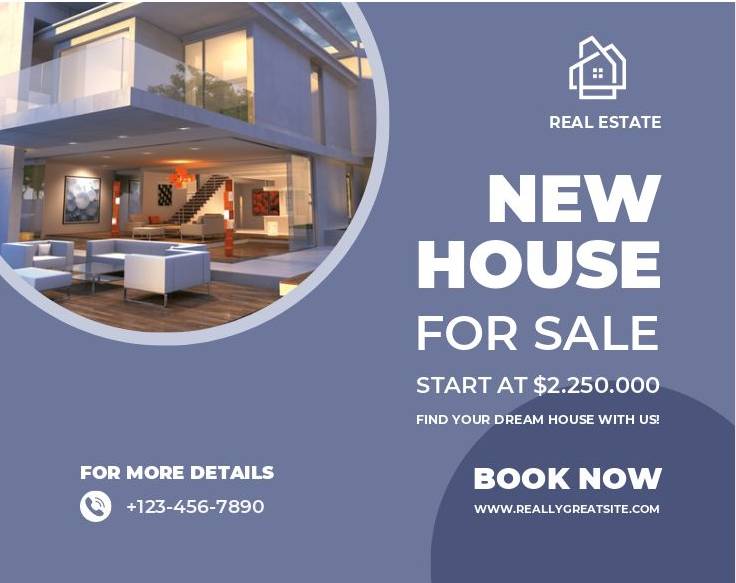 REAL ESTATE
NEW
HOUSE
FOR SALE
START AT $2.250.000
FIND YOUR DREAM HOUSE WITH US!
FOR MORE DETAILS
+123-456-7890
BOOK NOW
WWW.REALLYGREATSITE.COM